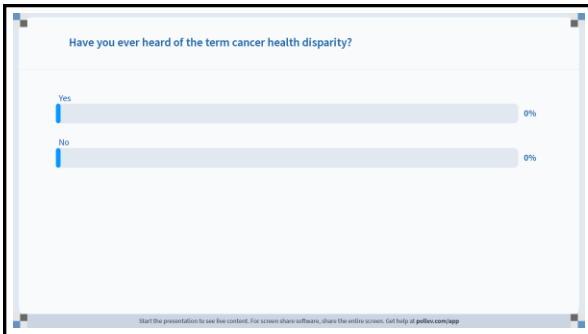 Have you ever heard of the term cancer health disparity?
Yes
0%
No
0%
Start the presentation to see live content. For screen share software, share the entire screen. Get help at pollev.com/app